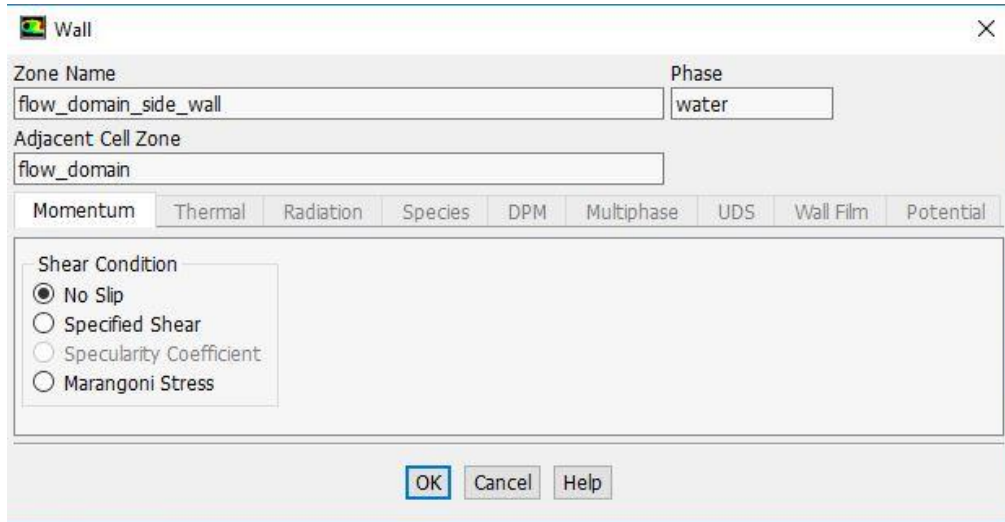 Wall
Zone Name Phase
flow_domain_side_wall water
Adjacent Cell Zone
flow_domain
Momentum Thermal Radiation Species DPM Multiphase UDS Wall Film Potential
Shear Condition
No Slip
Specified Shear
Specularity Coefficient
Marangoni Stress
OK Cancel Help